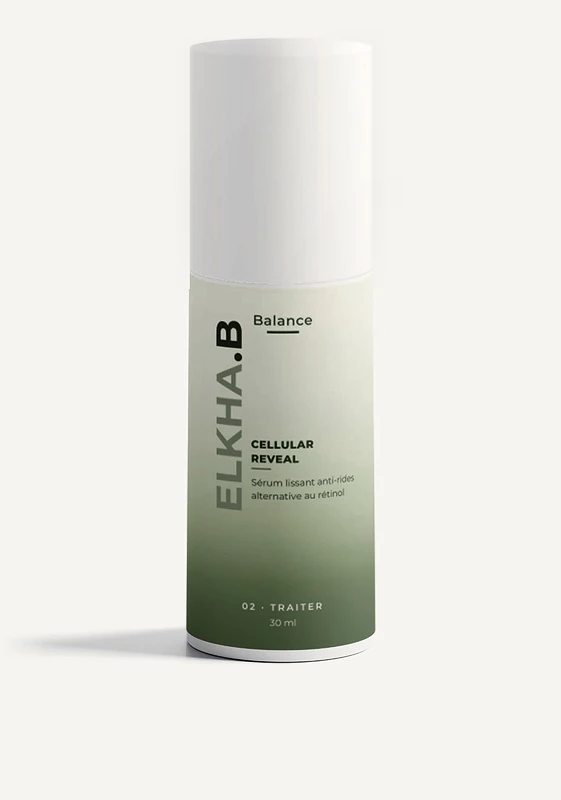 ELKHA.B
Balance
CELLULAR
REVEAL
Sérum lissant anti-rides
alternative au rétinol
02 · TRAITER
30 ml